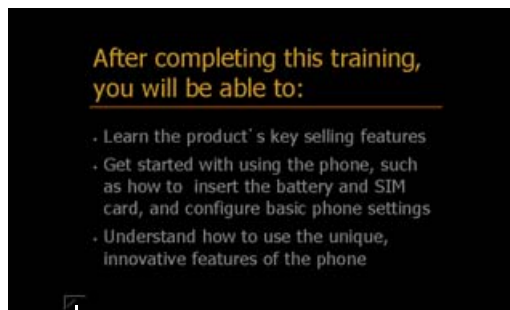 After completing this training,
you will be able to:
• Learn the product`s key selling features
• Get started with using the phone, such
as how to insert the battery and SIM
card, and configure basic phone settings
• Understand how to use the unique,
innovative features of the phone